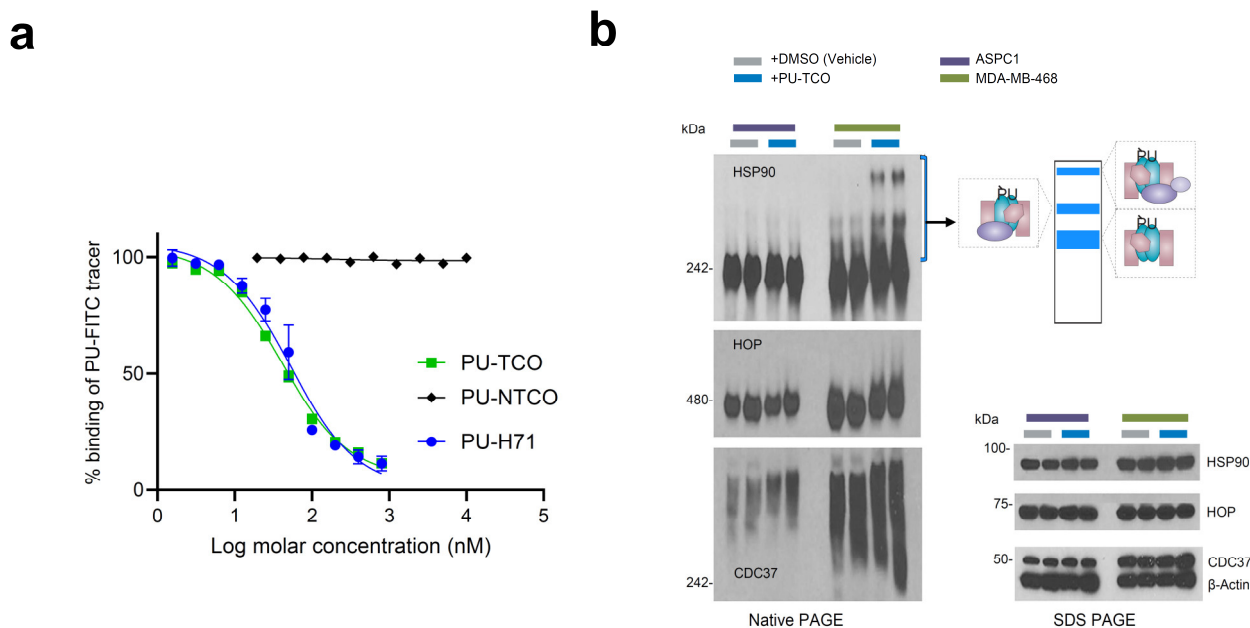 a
b
% binding of PU-FITC tracer
100
50
0
0
1
2
3
4
5
Log molar concentration (nM)
PU-TCO
PU-NTCO
PU-H71
+DMSO (Vehicle)
+PU-TCO
ASPC1
MDA-MB-468
kDa
HSP90
242-
HOP
480-
CDC37
242-
Native PAGE
PU
PU
PU
kDa
100-
HSP90
75-
HOP
50-
CDC37
β-Actin
SDS PAGE